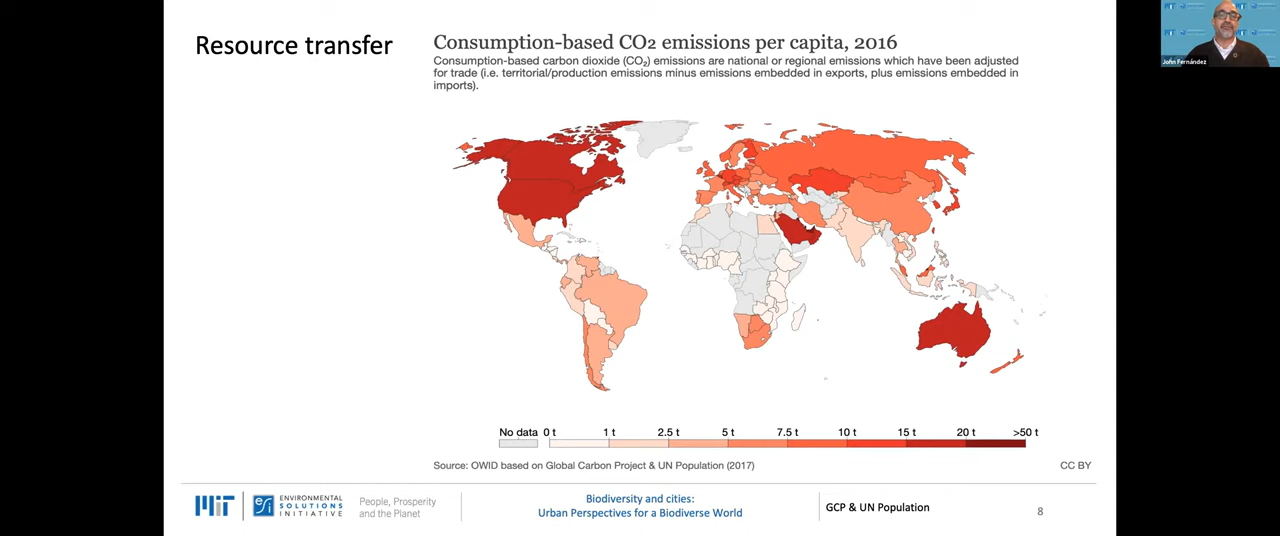 Resource transfer
Consumption-based CO2 emissions per capita, 2016
Consumption-based carbon dioxide (CO₂) emissions are national or regional emissions which have been adjusted
for trade (i.e. territorial/production emissions minus emissions embedded in exports, plus emissions embedded in
imports).
MIT
John Fernández
No data 0 t 1 t 2.5 t 5 t 7.5 t 10 t 15 t 20 t >50 t
Source: OWID based on Global Carbon Project & UN Population (2017)
CC BY
MIT
esi
ENVIRONMENTAL
SOLUTIONS
INITIATIVE
People, Prosperity
and the Planet
Biodiversity and cities:
Urban Perspectives for a Biodiverse World
GCP & UN Population
8